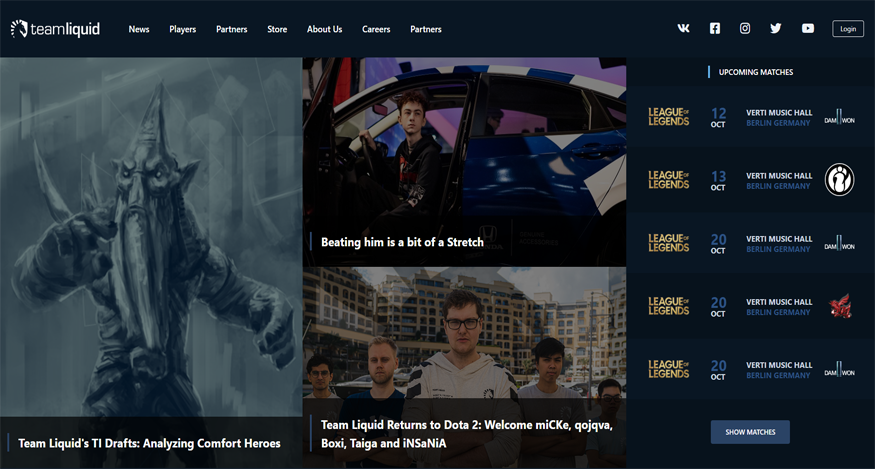 teamliquid
News
Players
Partners
Store
About Us
Careers
Partners
Login
Beating him is a bit of a Stretch
HONDA
Team Liquid's TI Drafts: Analyzing Comfort Heroes
Team Liquid Returns to Dota 2: Welcome miCKe, qojqva,
Boxi, Taiga and iNSaNiA
UPCOMING MATCHES
LEAGUE OF
LEGENDS
12
OCT
VERTI MUSIC HALL
BERLIN GERMANY
DAMWON
LEAGUE OF
LEGENDS
13
OCT
VERTI MUSIC HALL
BERLIN GERMANY
LEAGUE OF
LEGENDS
20
OCT
VERTI MUSIC HALL
BERLIN GERMANY
DAMWON
LEAGUE OF
LEGENDS
20
OCT
VERTI MUSIC HALL
BERLIN GERMANY
LEAGUE OF
LEGENDS
20
OCT
VERTI MUSIC HALL
BERLIN GERMANY
DAMWON
SHOW MATCHES